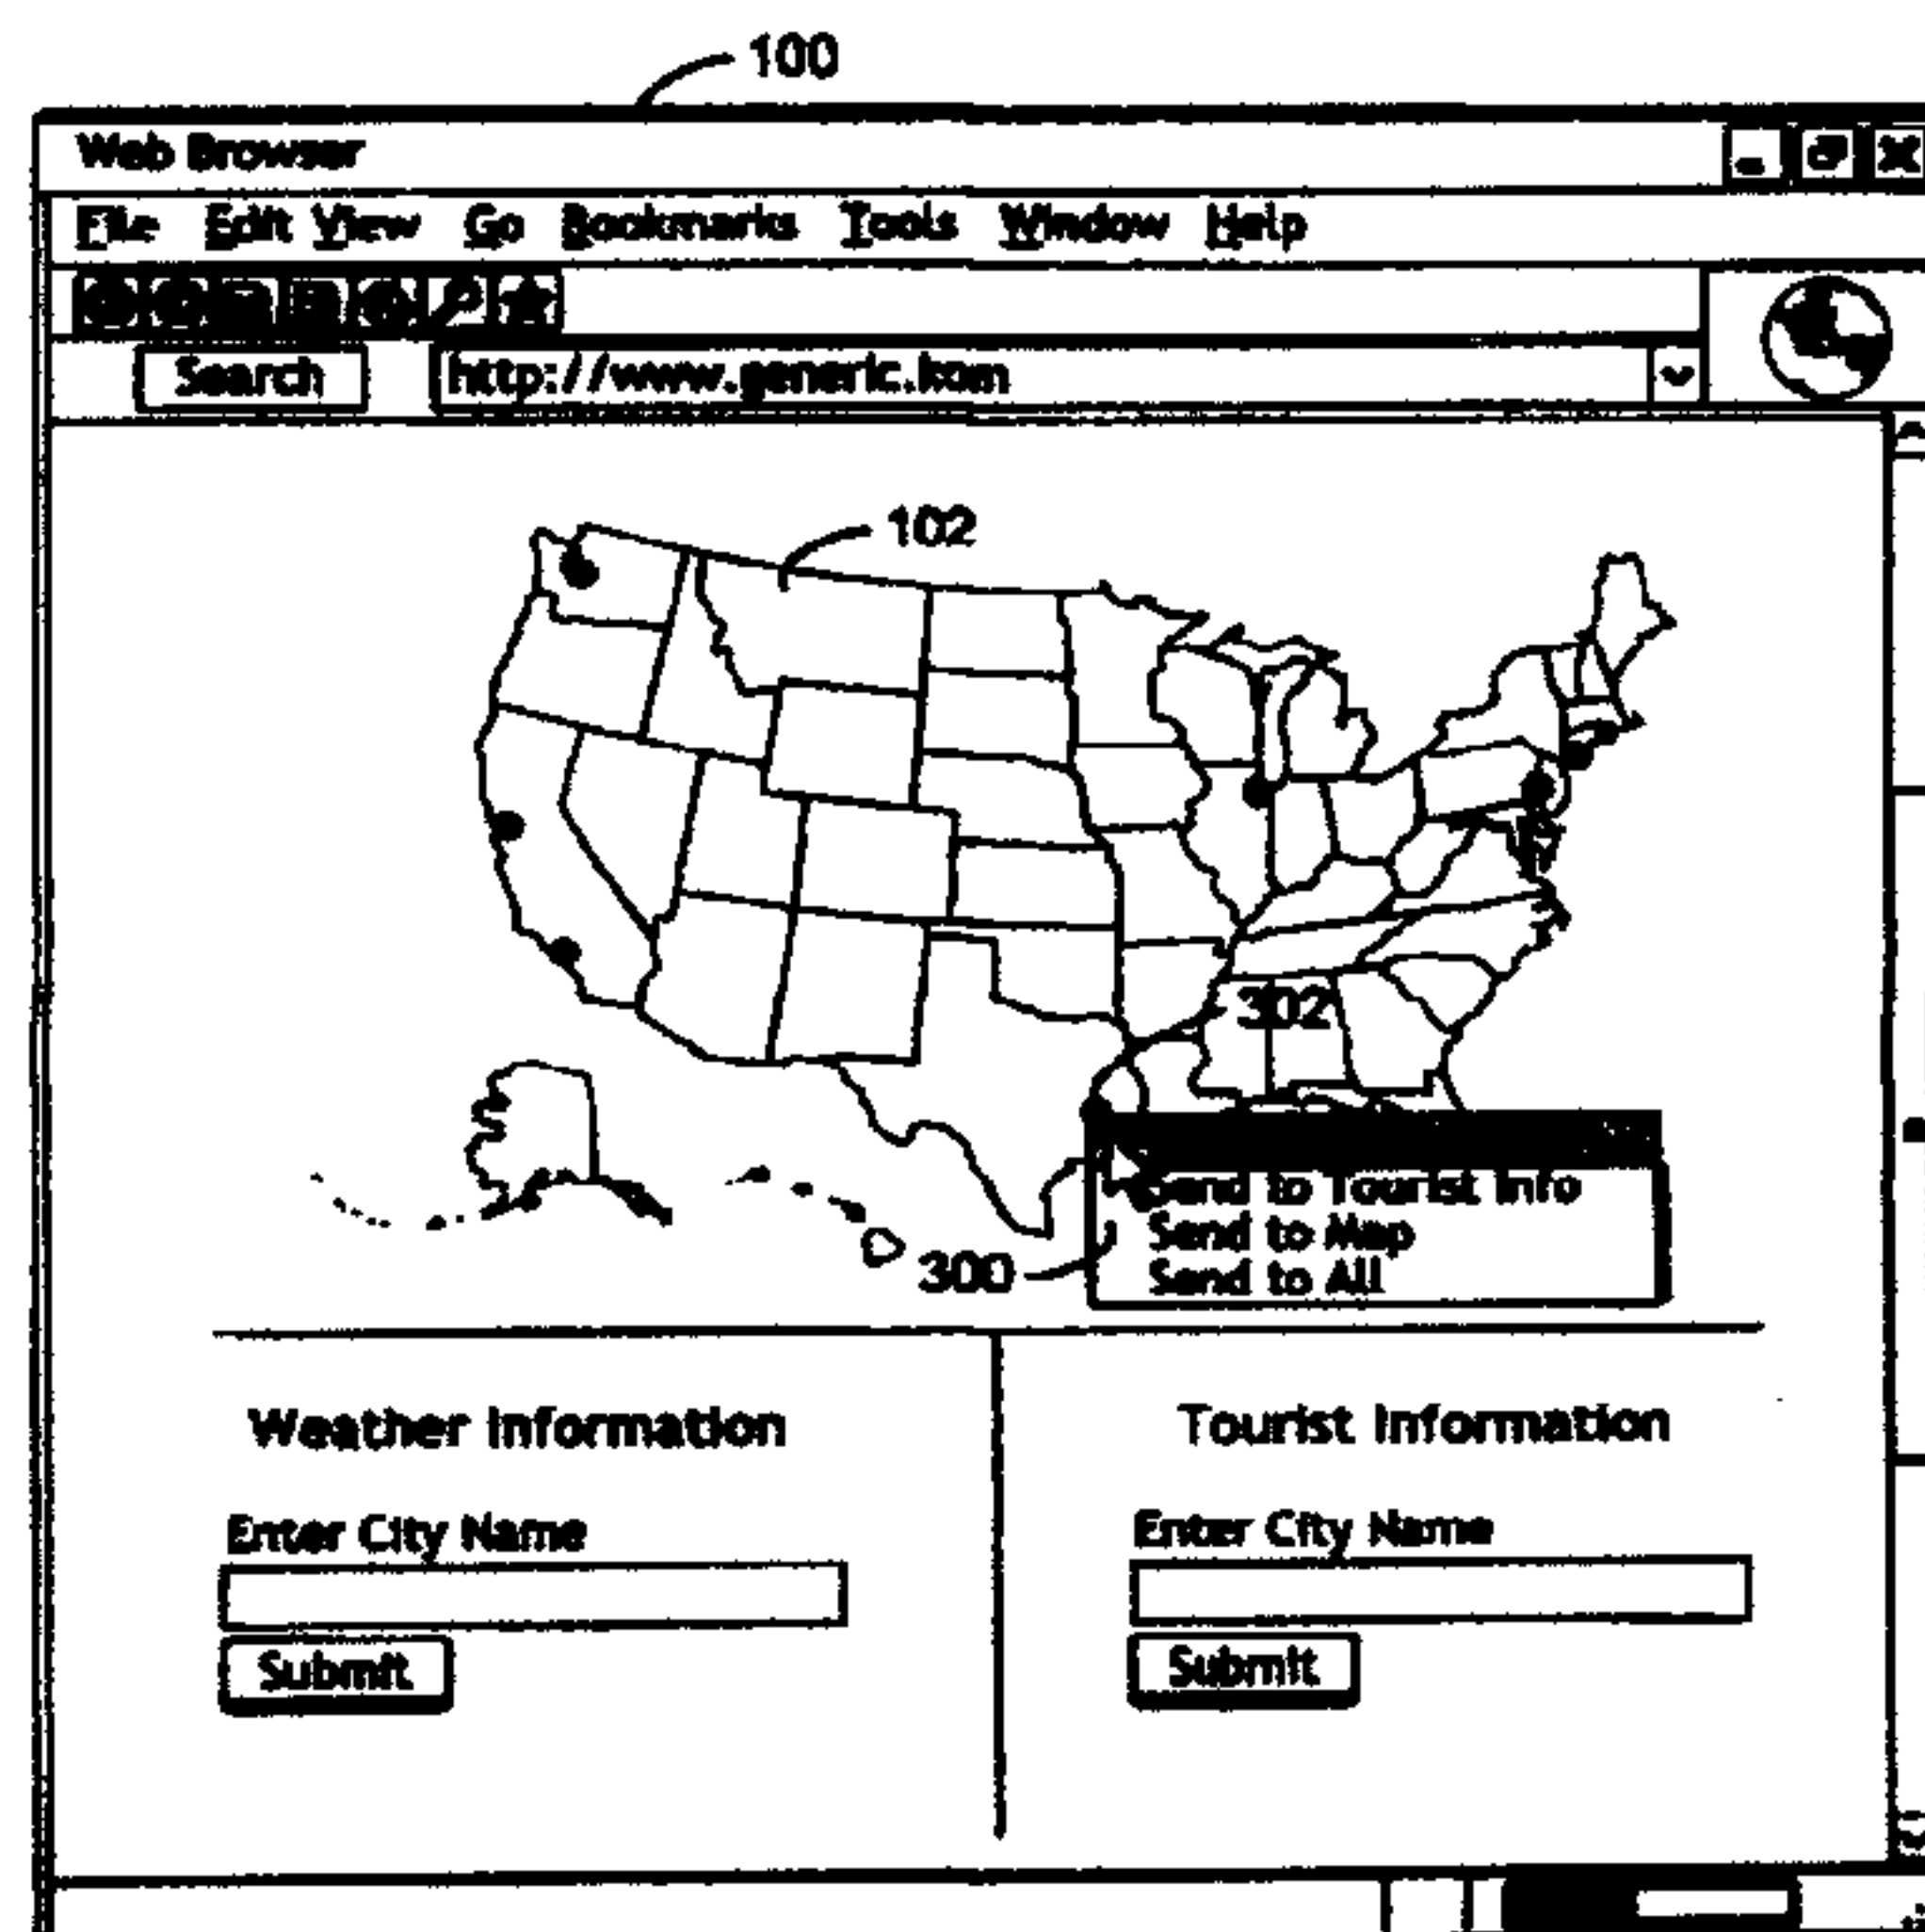 100
Web Browser
File Edit View Go Bookmarks Tools Window Help
Search http://www.generic.kom
102
302
Send to Tourist Info
Send to Map
300 Send to All
Weather Information Tourist Information
Enter City Name Enter City Name
Submit Submit